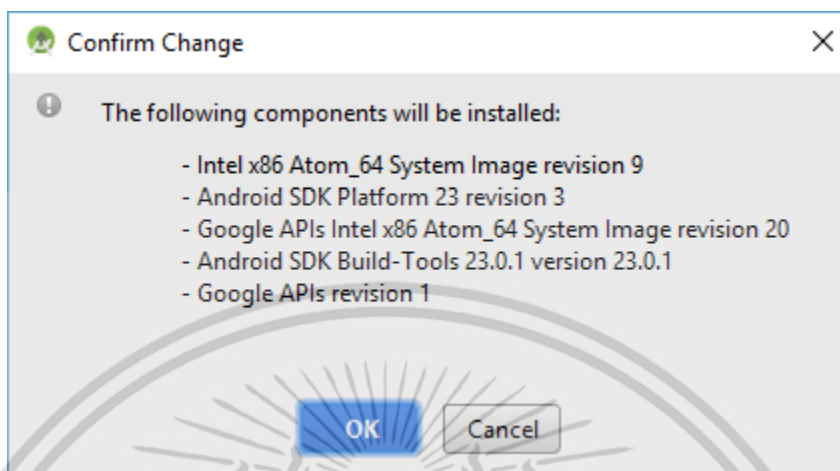 Confirm Change
The following components will be installed:
- Intel x86 Atom_64 System Image revision 9
- Android SDK Platform 23 revision 3
- Google APIs Intel x86 Atom_64 System Image revision 20
- Android SDK Build-Tools 23.0.1 version 23.0.1
- Google APIs revision 1
OK Cancel